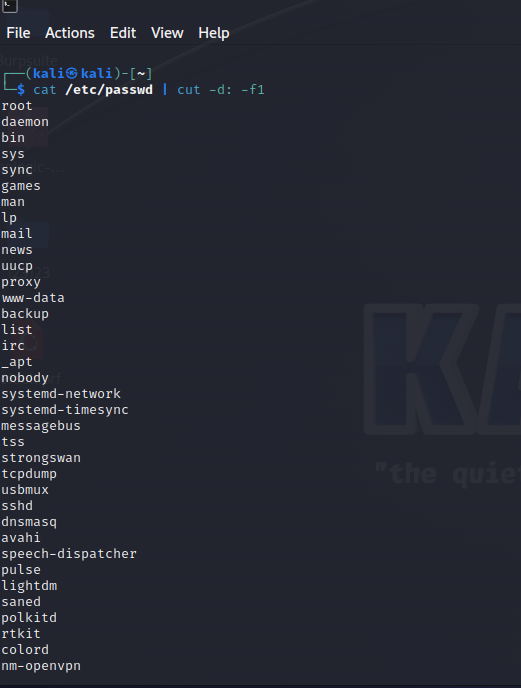 File Actions Edit View Help
┌──(kali㉿kali)-[~]
└─$ cat /etc/passwd | cut -d: -f1
root
daemon
bin
sys
sync
games
man
lp
mail
news
uucp
proxy
www-data
backup
list
irc
_apt
nobody
systemd-network
systemd-timesync
messagebus
tss
strongswan
tcpdump
usbmux
sshd
dnsmasq
avahi
speech-dispatcher
pulse
lightdm
saned
polkitd
rtkit
colord
nm-openvpn
KA
"the quie